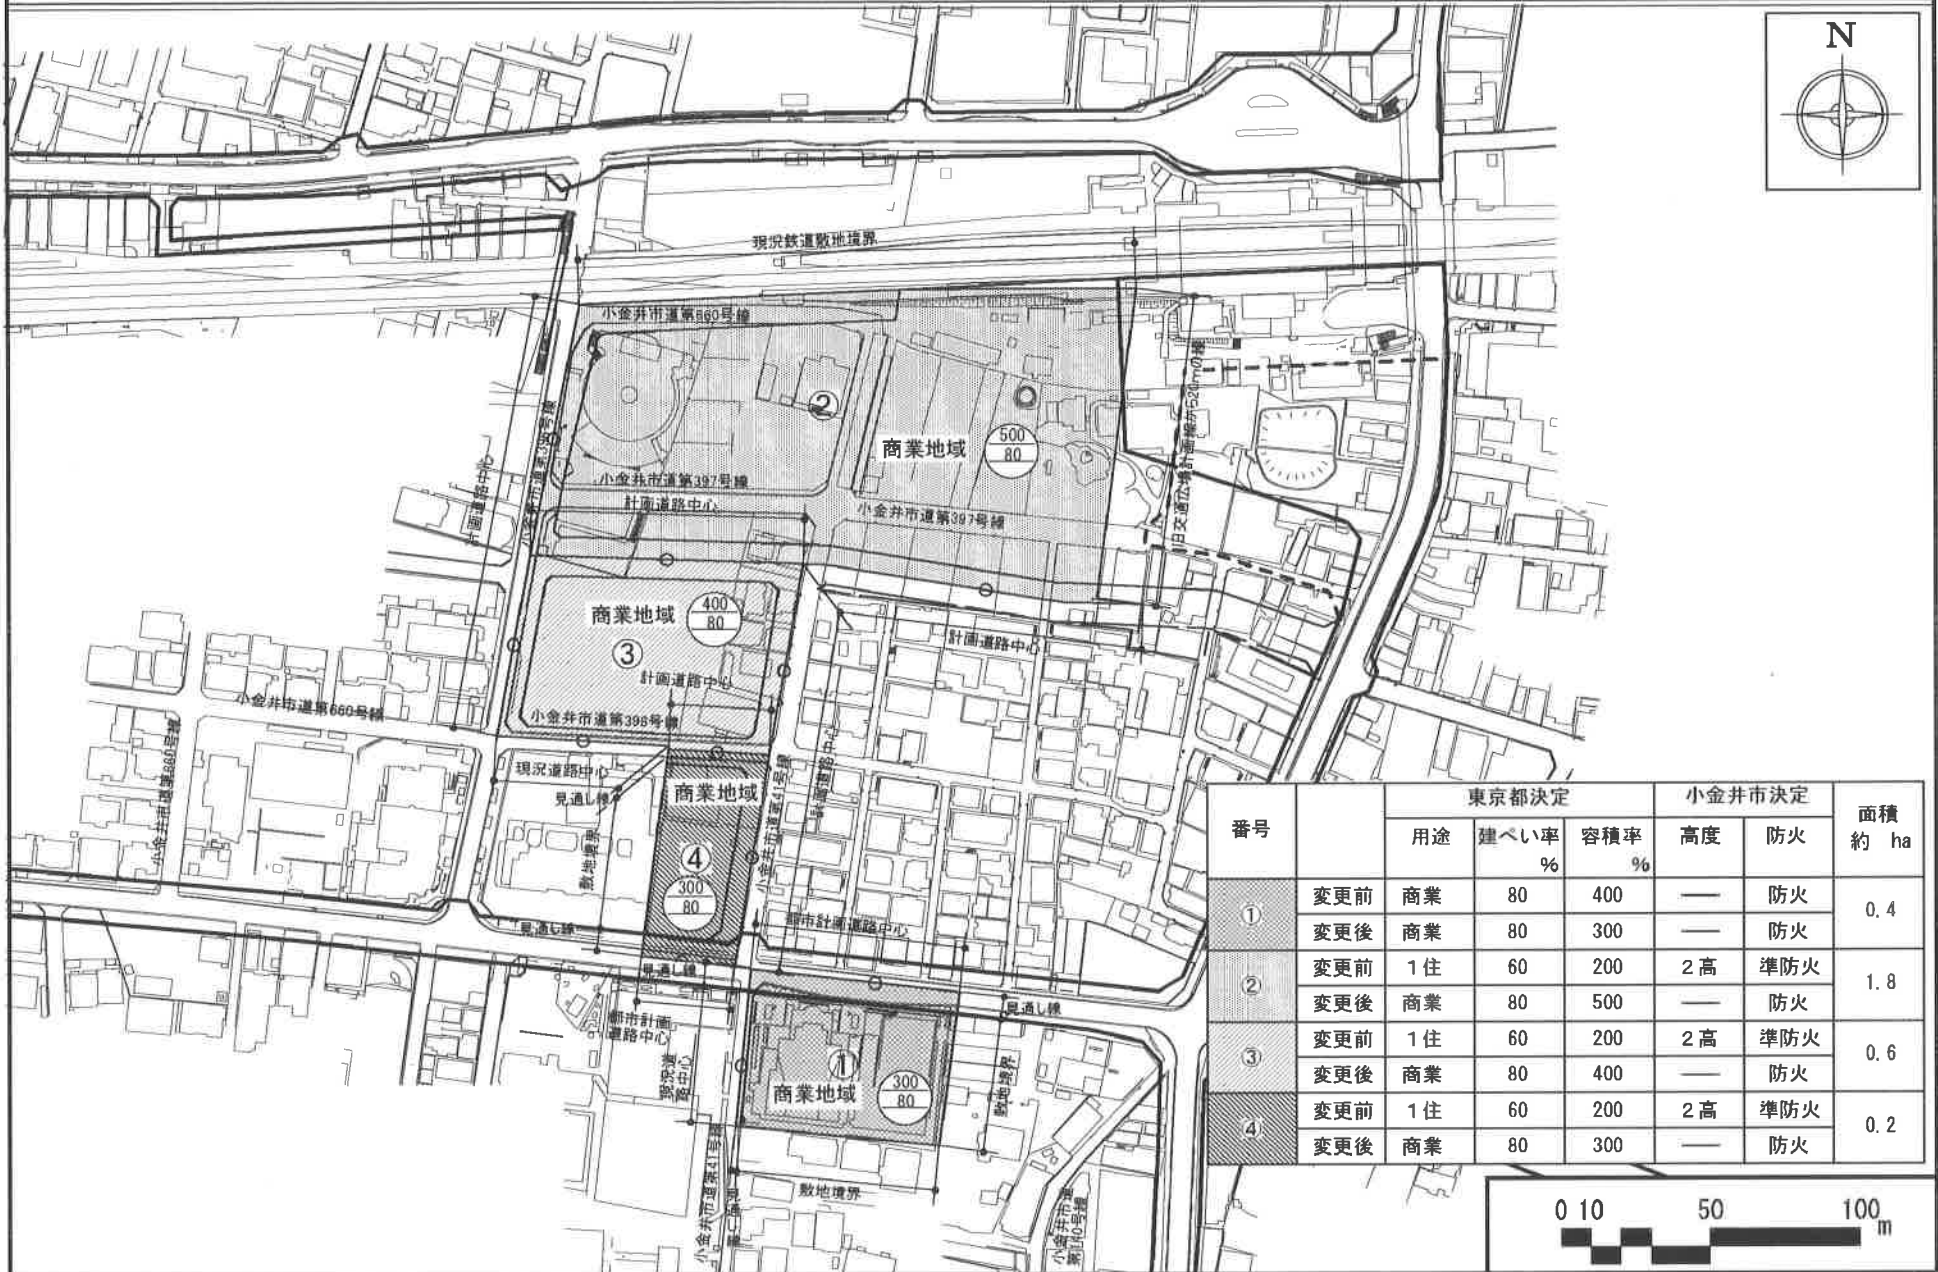 N
現況鉄道敷地境界
小金井市道第660号線
②
商業地域
500
80
小金井市道第397号線
計画道路中心
小金井市道第397号線
計画道路中心
商業地域
400
80
③
計画道路中心
計画道路中心
小金井市道第398号線
小金井市道第660号線
現況道路中心
見通し線
商業地域
敷地境界
④
300
80
小金井市道第41号線
計画道路中心
見通し線
都市計画道路中心
見通し線
見通し線
都市計画
道路中心
現況道
路中心
①
商業地域
300
80
敷地境界
敷地境界
小金井市道第41号線
番号 東京都決定 小金井市決定 面積 約 ha
用途 建ぺい率 % 容積率 % 高度 防火
① 変更前 商業 80 400 ― 防火 0.4
変更後 商業 80 300 ― 防火
② 変更前 1住 60 200 2高 準防火 1.8
変更後 商業 80 500 ― 防火
③ 変更前 1住 60 200 2高 準防火 0.6
変更後 商業 80 400 ― 防火
④ 変更前 1住 60 200 2高 準防火 0.2
変更後 商業 80 300 ― 防火
0 10 50 100 m